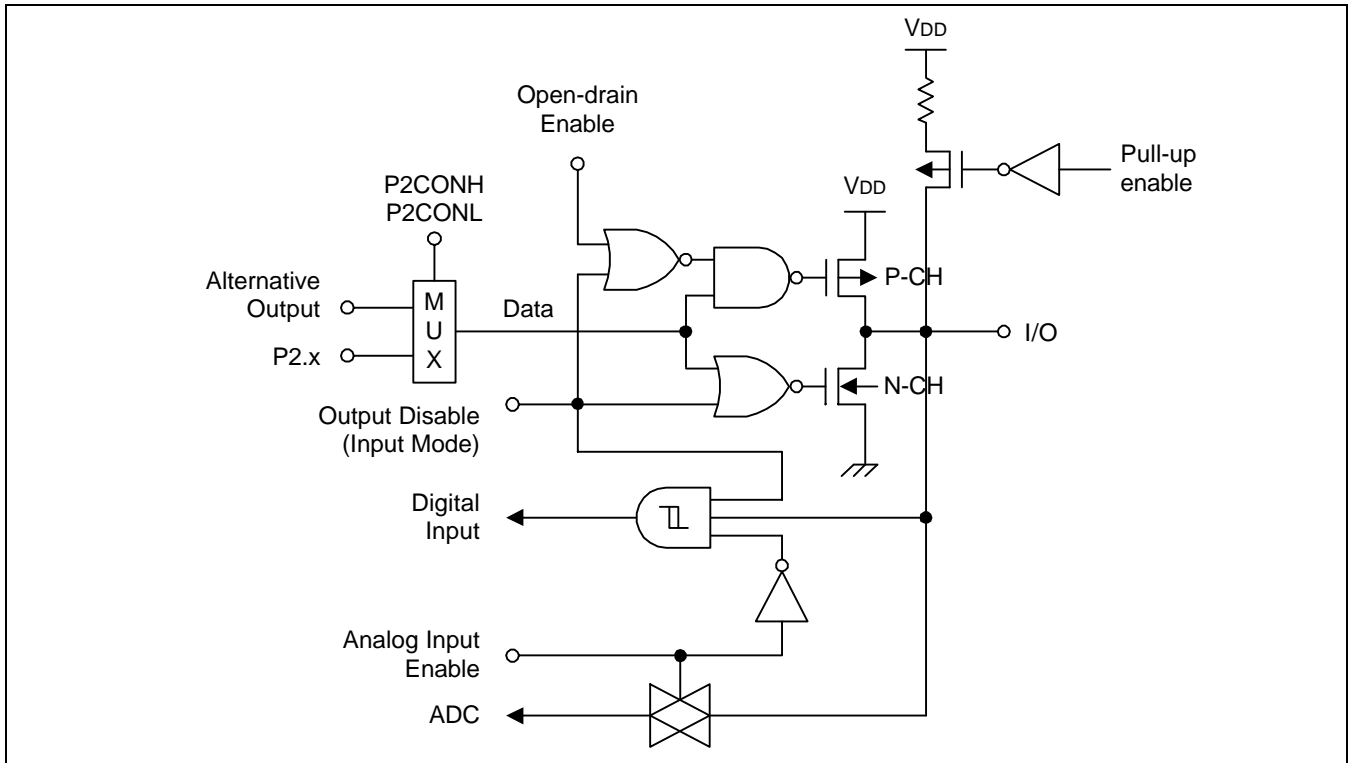 VDD
Open-drain
Enable
Pull-up
enable
P2CONH
P2CONL
VDD
Alternative
Output
M
U
X
Data
P-CH
I/O
P2.x
N-CH
Output Disable
(Input Mode)
Digital
Input
Analog Input
Enable
ADC